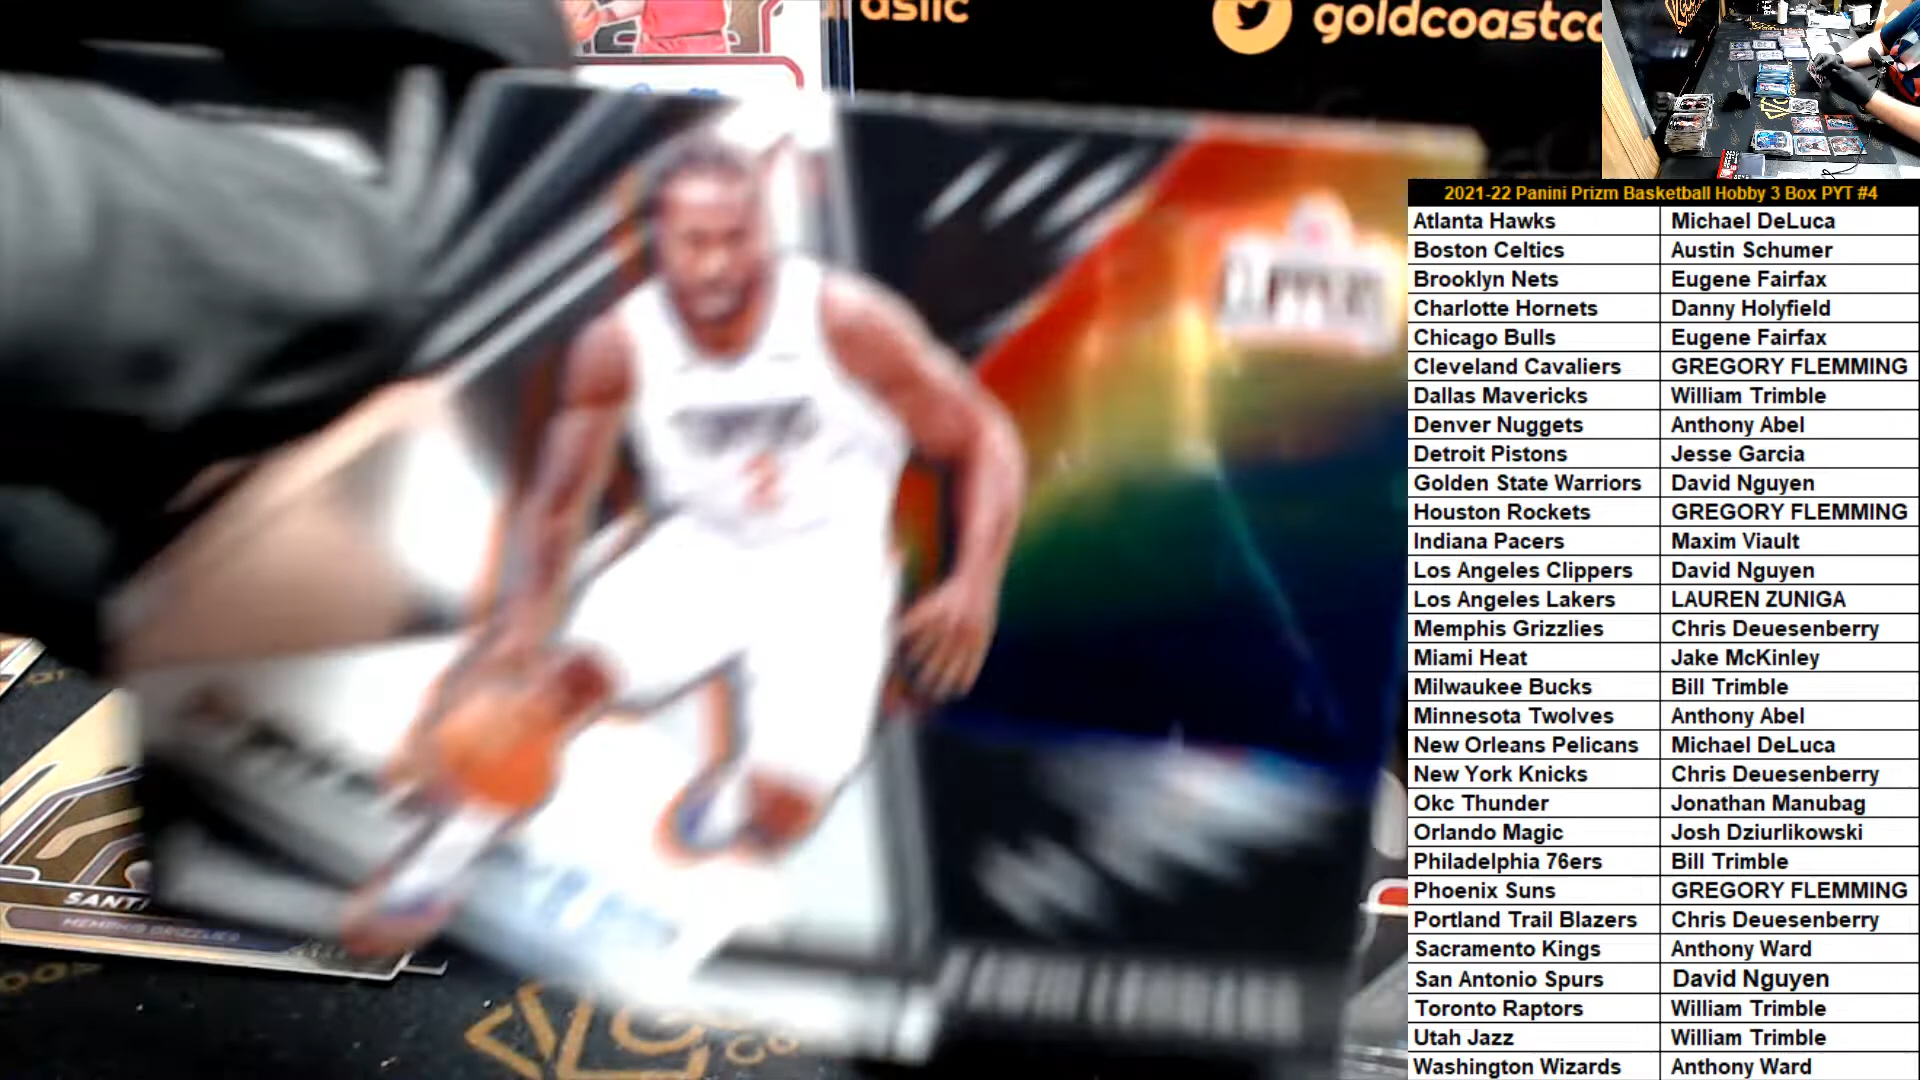 astic
goldcoastc
CLIPPERS
2
KAWHI LEONARD
SANT
MEMPHIS GRIZZLIES
2021-22 Panini Prizm Basketball Hobby 3 Box PYT #4
Atlanta Hawks Michael DeLuca
Boston Celtics Austin Schumer
Brooklyn Nets Eugene Fairfax
Charlotte Hornets Danny Holyfield
Chicago Bulls Eugene Fairfax
Cleveland Cavaliers GREGORY FLEMMING
Dallas Mavericks William Trimble
Denver Nuggets Anthony Abel
Detroit Pistons Jesse Garcia
Golden State Warriors David Nguyen
Houston Rockets GREGORY FLEMMING
Indiana Pacers Maxim Viault
Los Angeles Clippers David Nguyen
Los Angeles Lakers LAUREN ZUNIGA
Memphis Grizzlies Chris Deuesenberry
Miami Heat Jake McKinley
Milwaukee Bucks Bill Trimble
Minnesota Twolves Anthony Abel
New Orleans Pelicans Michael DeLuca
New York Knicks Chris Deuesenberry
Okc Thunder Jonathan Manubag
Orlando Magic Josh Dziurlikowski
Philadelphia 76ers Bill Trimble
Phoenix Suns GREGORY FLEMMING
Portland Trail Blazers Chris Deuesenberry
Sacramento Kings Anthony Ward
San Antonio Spurs David Nguyen
Toronto Raptors William Trimble
Utah Jazz William Trimble
Washington Wizards Anthony Ward